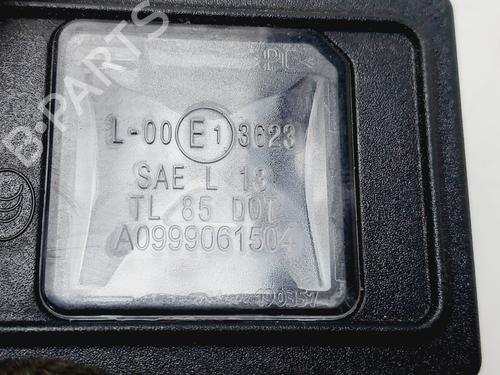 B-PARTS
>PC<
L-00 E1 3623
SAE L 13
TL 85 DOT
A0999061504